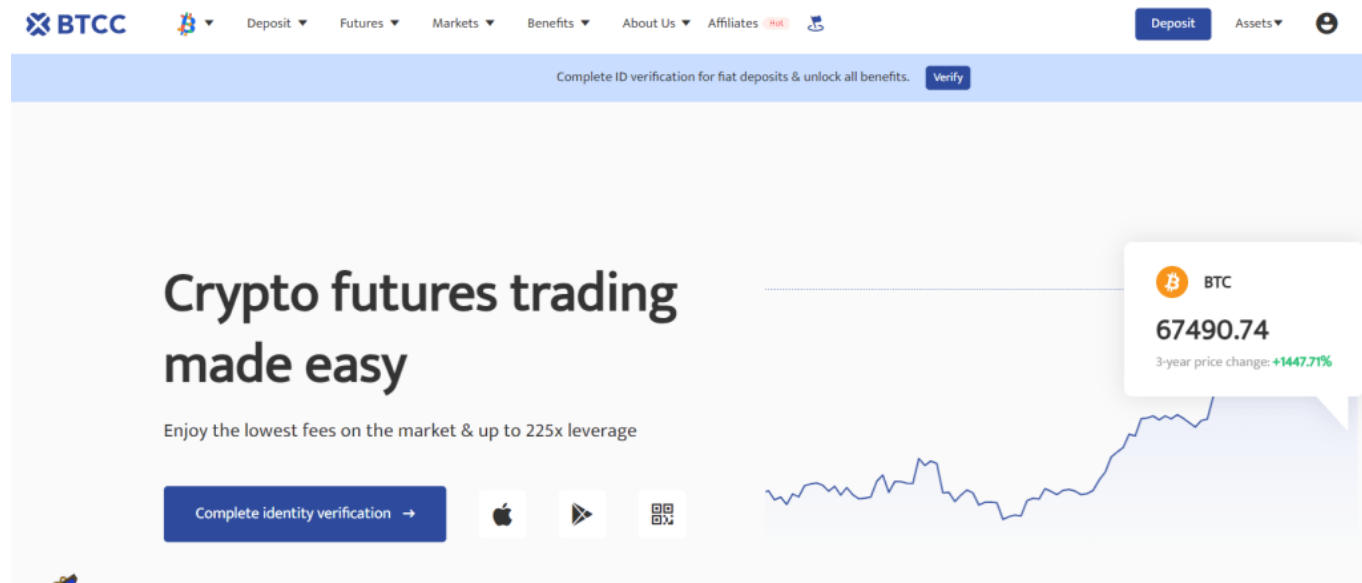 BTCC
Deposit ▼ Futures ▼ Markets ▼ Benefits ▼ About Us ▼ Affiliates Hot
Deposit Assets▼
Complete ID verification for fiat deposits & unlock all benefits. Verify
Crypto futures trading
made easy
Enjoy the lowest fees on the market & up to 225x leverage
Complete identity verification →
BTC
67490.74
3-year price change: +1447.71%